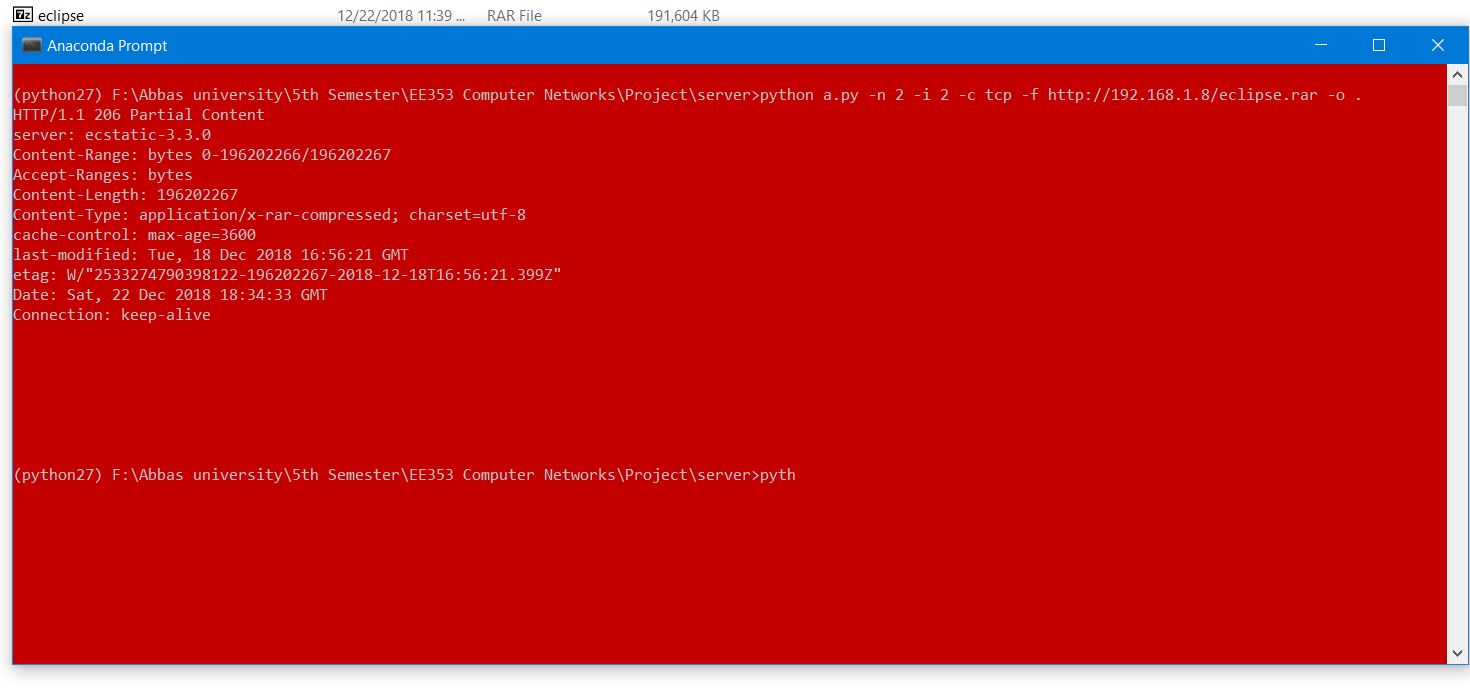 eclipse 12/22/2018 11:39 ... RAR File 191,604 KB
Anaconda Prompt
(python27) F:\Abbas university\5th Semester\EE353 Computer Networks\Project\server>python a.py -n 2 -i 2 -c tcp -f http://192.168.1.8/eclipse.rar -o .
HTTP/1.1 206 Partial Content
server: ecstatic-3.3.0
Content-Range: bytes 0-196202266/196202267
Accept-Ranges: bytes
Content-Length: 196202267
Content-Type: application/x-rar-compressed; charset=utf-8
cache-control: max-age=3600
last-modified: Tue, 18 Dec 2018 16:56:21 GMT
etag: W/"2533274790398122-196202267-2018-12-18T16:56:21.399Z"
Date: Sat, 22 Dec 2018 18:34:33 GMT
Connection: keep-alive
(python27) F:\Abbas university\5th Semester\EE353 Computer Networks\Project\server>pyth